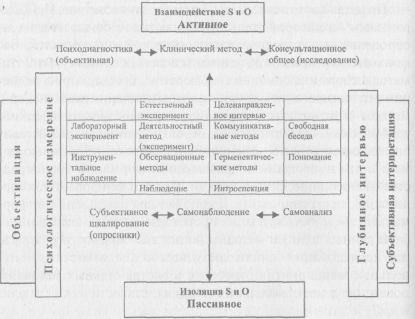 Взаимодействие S и O
Активное
Психодиагностика
(объективная)
Клинический метод
Консультационное
общее (исследование)
Объективация
Психологическое измерение
Естественный
эксперимент
Целенаправлен-
ное интервью
Лабораторный
эксперимент
Деятельностный
метод
(эксперимент)
Коммуникатив-
ные методы
Свободная
беседа
Инструмен-
тальное
наблюдение
Обсервационные
методы
Герменевтичес-
кие методы
Понимание
Наблюдение
Интроспекция
Глубинное интервью
Субъективная интерпретация
Субъективное
шкалирование
(опросники)
Самонаблюдение
Самоанализ
Изоляция S и O
Пассивное